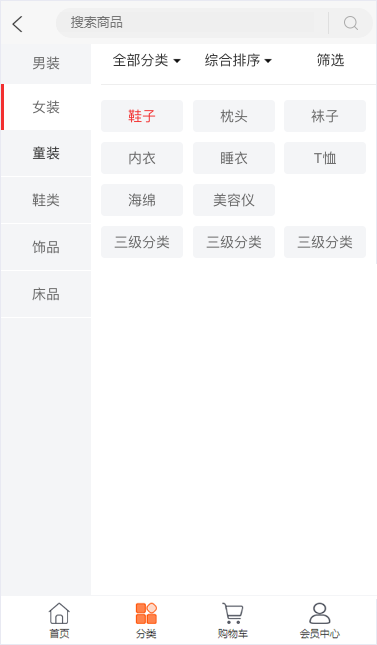 搜索商品
男装
女装
童装
鞋类
饰品
床品
全部分类 综合排序 筛选
鞋子 枕头 袜子
内衣 睡衣 T恤
海绵 美容仪
三级分类 三级分类 三级分类
首页 分类 购物车 会员中心